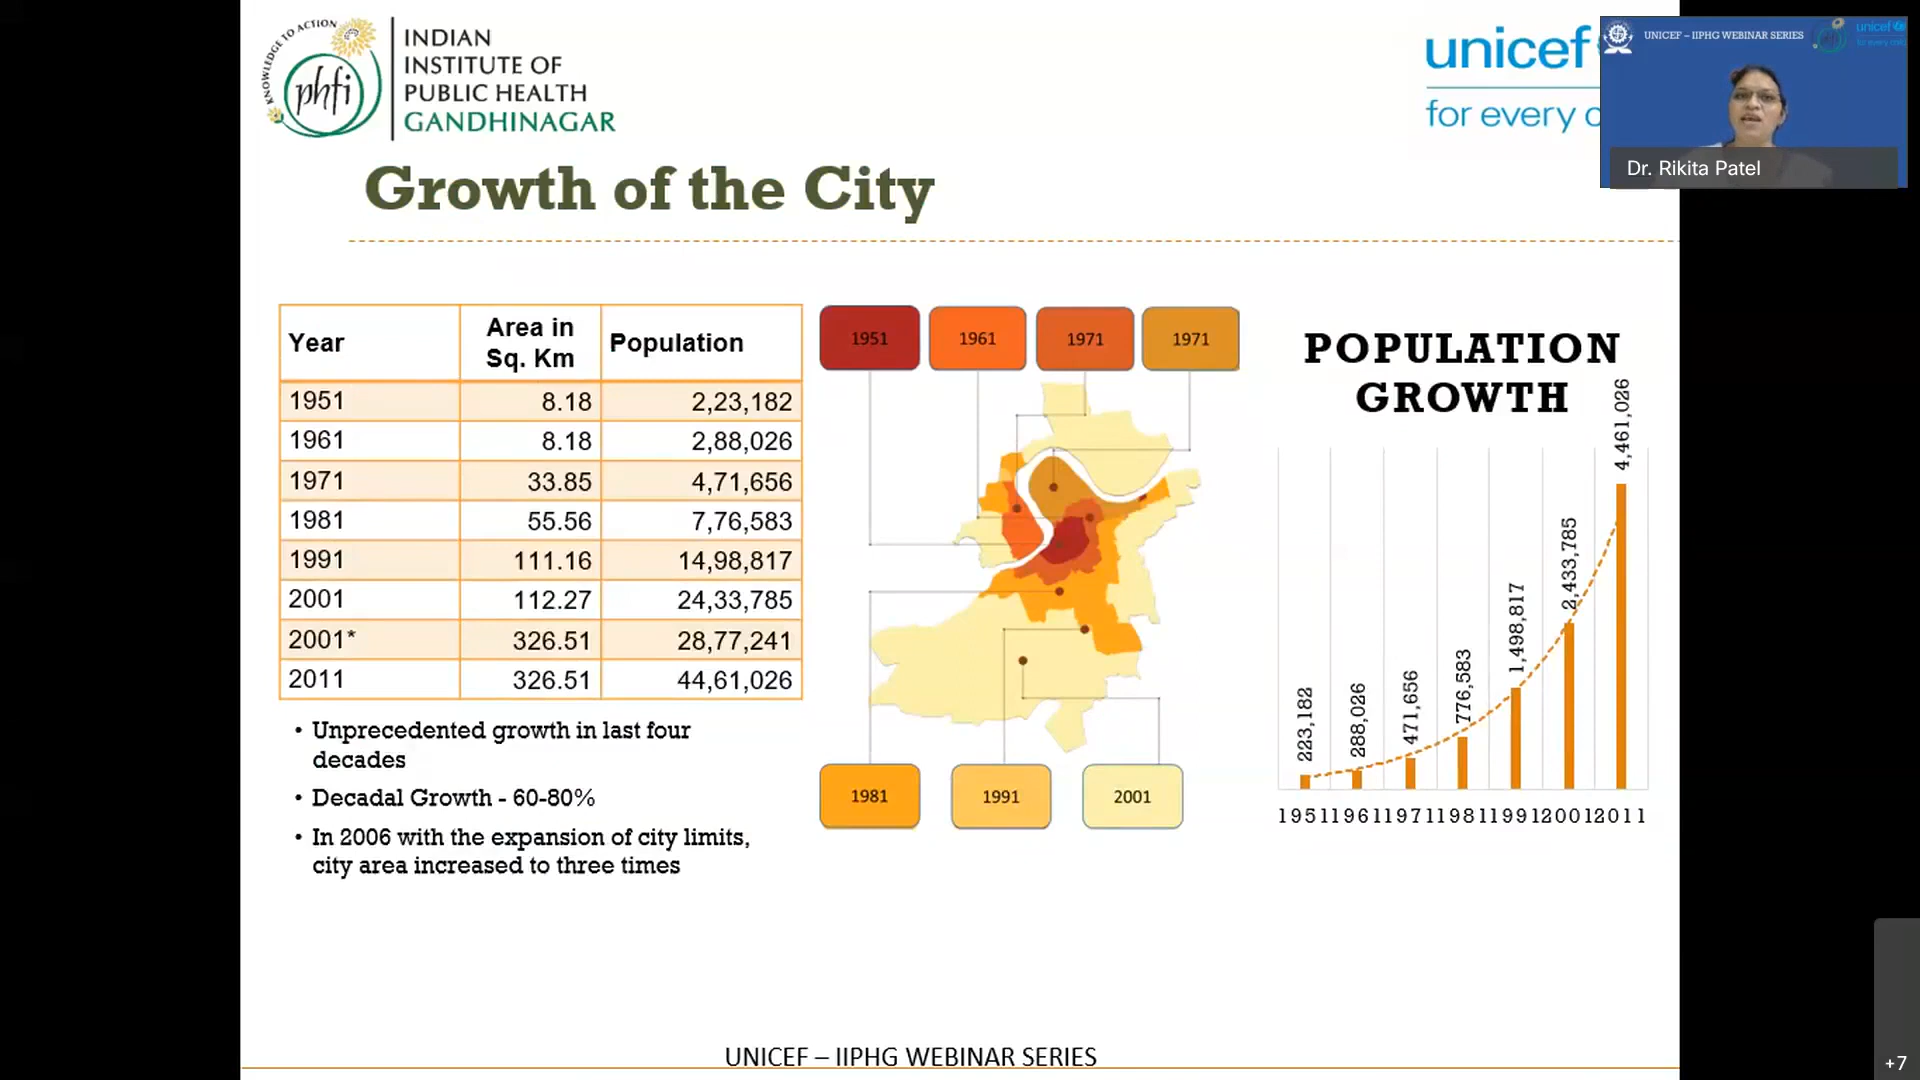 KNOWLEDGE TO ACTION
phfi
INDIAN
INSTITUTE OF
PUBLIC HEALTH
GANDHINAGAR
unicef
for every c
UNICEF – IIPHG WEBINAR SERIES
unicef
Dr. Rikita Patel
Growth of the City
Year Area in Sq. Km Population
1951 8.18 2,23,182
1961 8.18 2,88,026
1971 33.85 4,71,656
1981 55.56 7,76,583
1991 111.16 14,98,817
2001 112.27 24,33,785
2001* 326.51 28,77,241
2011 326.51 44,61,026
• Unprecedented growth in last four
decades
• Decadal Growth - 60-80%
• In 2006 with the expansion of city limits,
city area increased to three times
1951 1961 1971 1971
1981 1991 2001
POPULATION
GROWTH
223,182
288,026
471,656
776,583
1,498,817
2,433,785
4,461,026
1951 1961 1971 1981 1991 2001 2011
UNICEF – IIPHG WEBINAR SERIES
+7